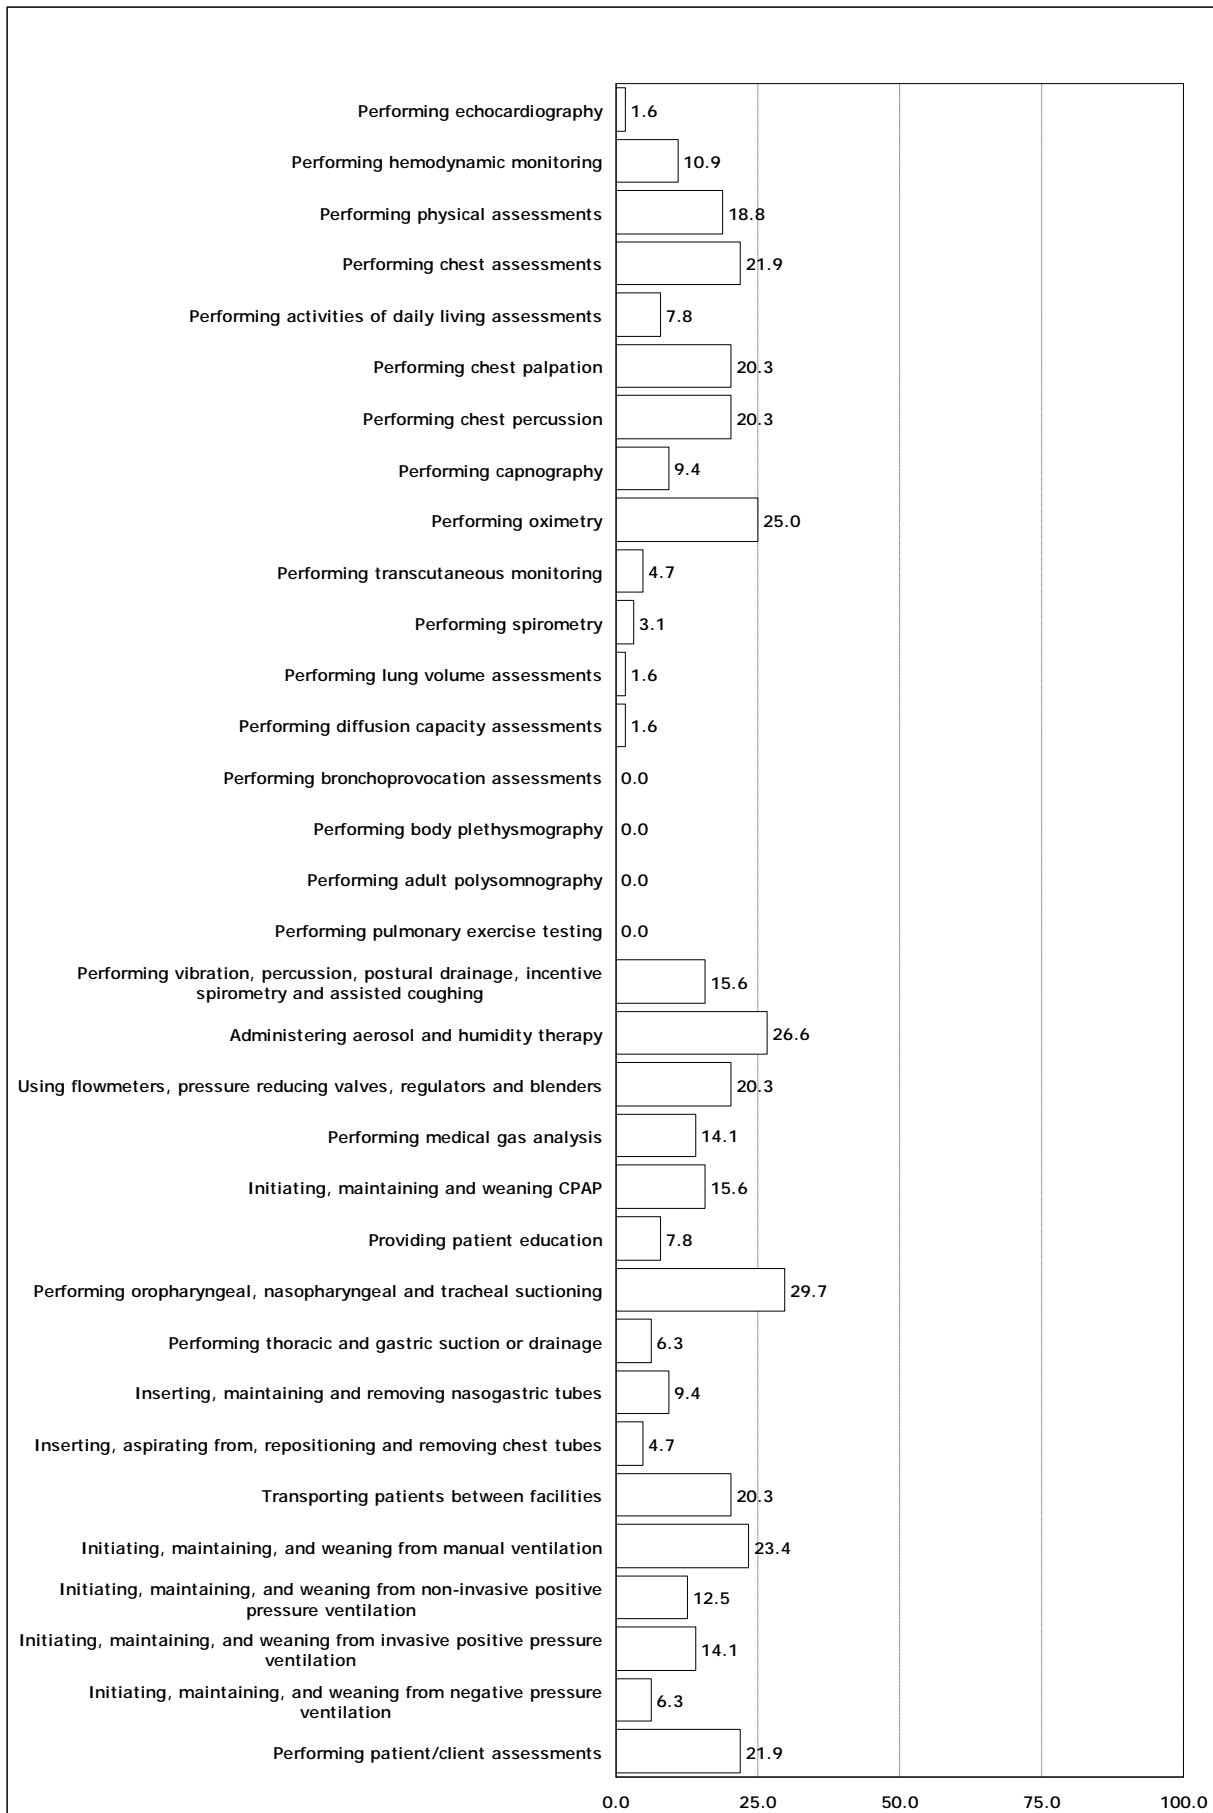 Performing echocardiography 1.6
Performing hemodynamic monitoring 10.9
Performing physical assessments 18.8
Performing chest assessments 21.9
Performing activities of daily living assessments 7.8
Performing chest palpation 20.3
Performing chest percussion 20.3
Performing capnography 9.4
Performing oximetry 25.0
Performing transcutaneous monitoring 4.7
Performing spirometry 3.1
Performing lung volume assessments 1.6
Performing diffusion capacity assessments 1.6
Performing bronchoprovocation assessments 0.0
Performing body plethysmography 0.0
Performing adult polysomnography 0.0
Performing pulmonary exercise testing 0.0
Performing vibration, percussion, postural drainage, incentive
spirometry and assisted coughing 15.6
Administering aerosol and humidity therapy 26.6
Using flowmeters, pressure reducing valves, regulators and blenders 20.3
Performing medical gas analysis 14.1
Initiating, maintaining and weaning CPAP 15.6
Providing patient education 7.8
Performing oropharyngeal, nasopharyngeal and tracheal suctioning 29.7
Performing thoracic and gastric suction or drainage 6.3
Inserting, maintaining and removing nasogastric tubes 9.4
Inserting, aspirating from, repositioning and removing chest tubes 4.7
Transporting patients between facilities 20.3
Initiating, maintaining, and weaning from manual ventilation 23.4
Initiating, maintaining, and weaning from non-invasive positive
pressure ventilation 12.5
Initiating, maintaining, and weaning from invasive positive pressure
ventilation 14.1
Initiating, maintaining, and weaning from negative pressure
ventilation 6.3
Performing patient/client assessments 21.9
0.0 25.0 50.0 75.0 100.0